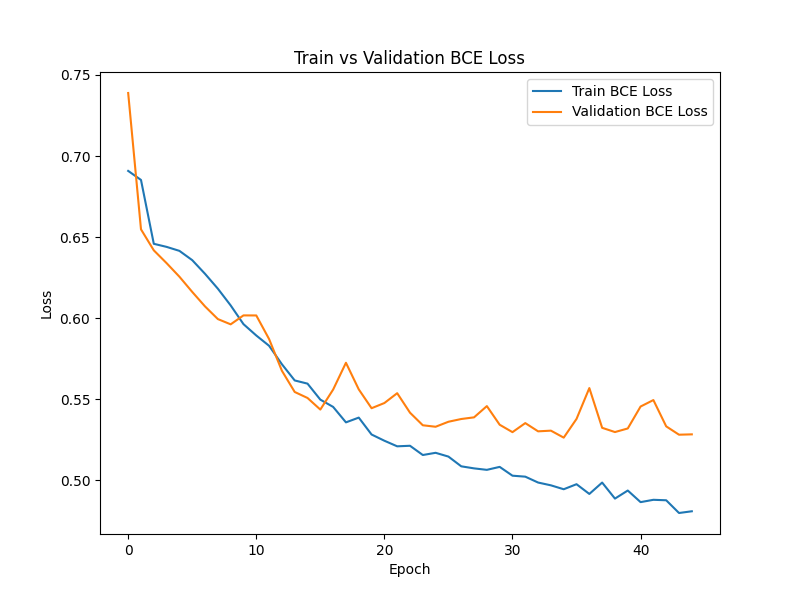 Train vs Validation BCE Loss
Train BCE Loss
Validation BCE Loss
0.75
0.70
0.65
0.60
0.55
0.50
Loss
0 10 20 30 40
Epoch